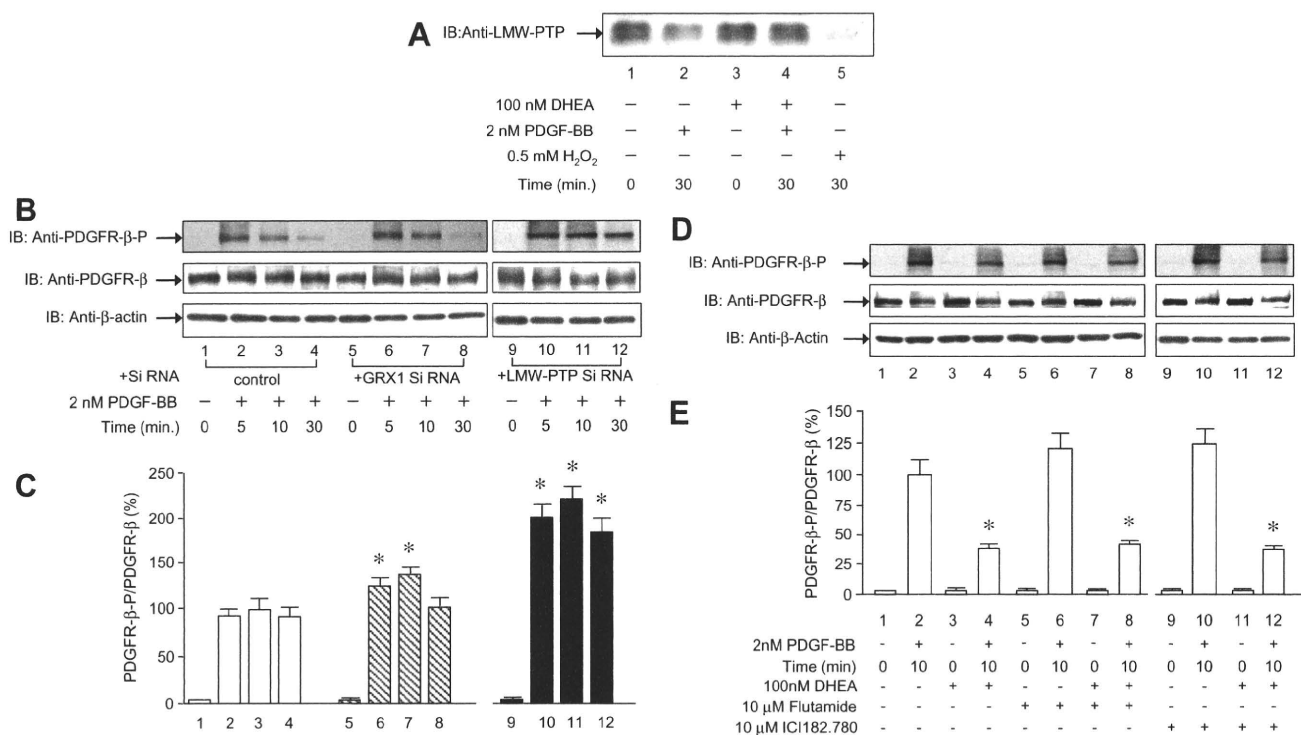 A
IB:Anti-LMW-PTP
1 2 3 4 5
100 nM DHEA − − + + −
2 nM PDGF-BB − + − + −
0.5 mM H2O2 − − − − +
Time (min.) 0 30 0 30 30
B
IB: Anti-PDGFR-β-P
IB: Anti-PDGFR-β
IB: Anti-β-actin
1 2 3 4 5 6 7 8 9 10 11 12
+Si RNA control +GRX1 Si RNA +LMW-PTP Si RNA
2 nM PDGF-BB − + + + − + + + − + + +
Time (min.) 0 5 10 30 0 5 10 30 0 5 10 30
C
PDGFR-β-P/PDGFR-β (%)
250
200
150
100
50
0
* * * * *
1 2 3 4 5 6 7 8 9 10 11 12
D
IB: Anti-PDGFR-β-P
IB: Anti-PDGFR-β
IB: Anti-β-Actin
1 2 3 4 5 6 7 8 9 10 11 12
E
PDGFR-β-P/PDGFR-β (%)
150
125
100
75
50
25
0
* * *
1 2 3 4 5 6 7 8 9 10 11 12
2nM PDGF-BB - + - + - + - + - + - +
Time (min) 0 10 0 10 0 10 0 10 0 10 0 10
100nM DHEA - - + + - - + + - - + +
10 μM Flutamide - - - - + + + + - - - -
10 μM ICI182.780 - - - - - - - - + + + +